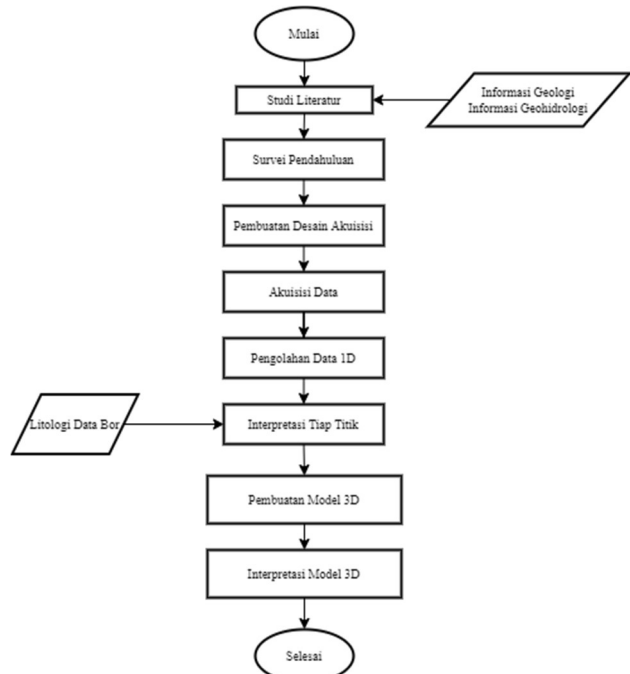 Mulai
Studi Literatur
Informasi Geologi
Informasi Geohidrologi
Survei Pendahuluan
Pembuatan Desain Akuisisi
Akuisisi Data
Pengolahan Data 1D
Litologi Data Bor
Interpretasi Tiap Titik
Pembuatan Model 3D
Interpretasi Model 3D
Selesai